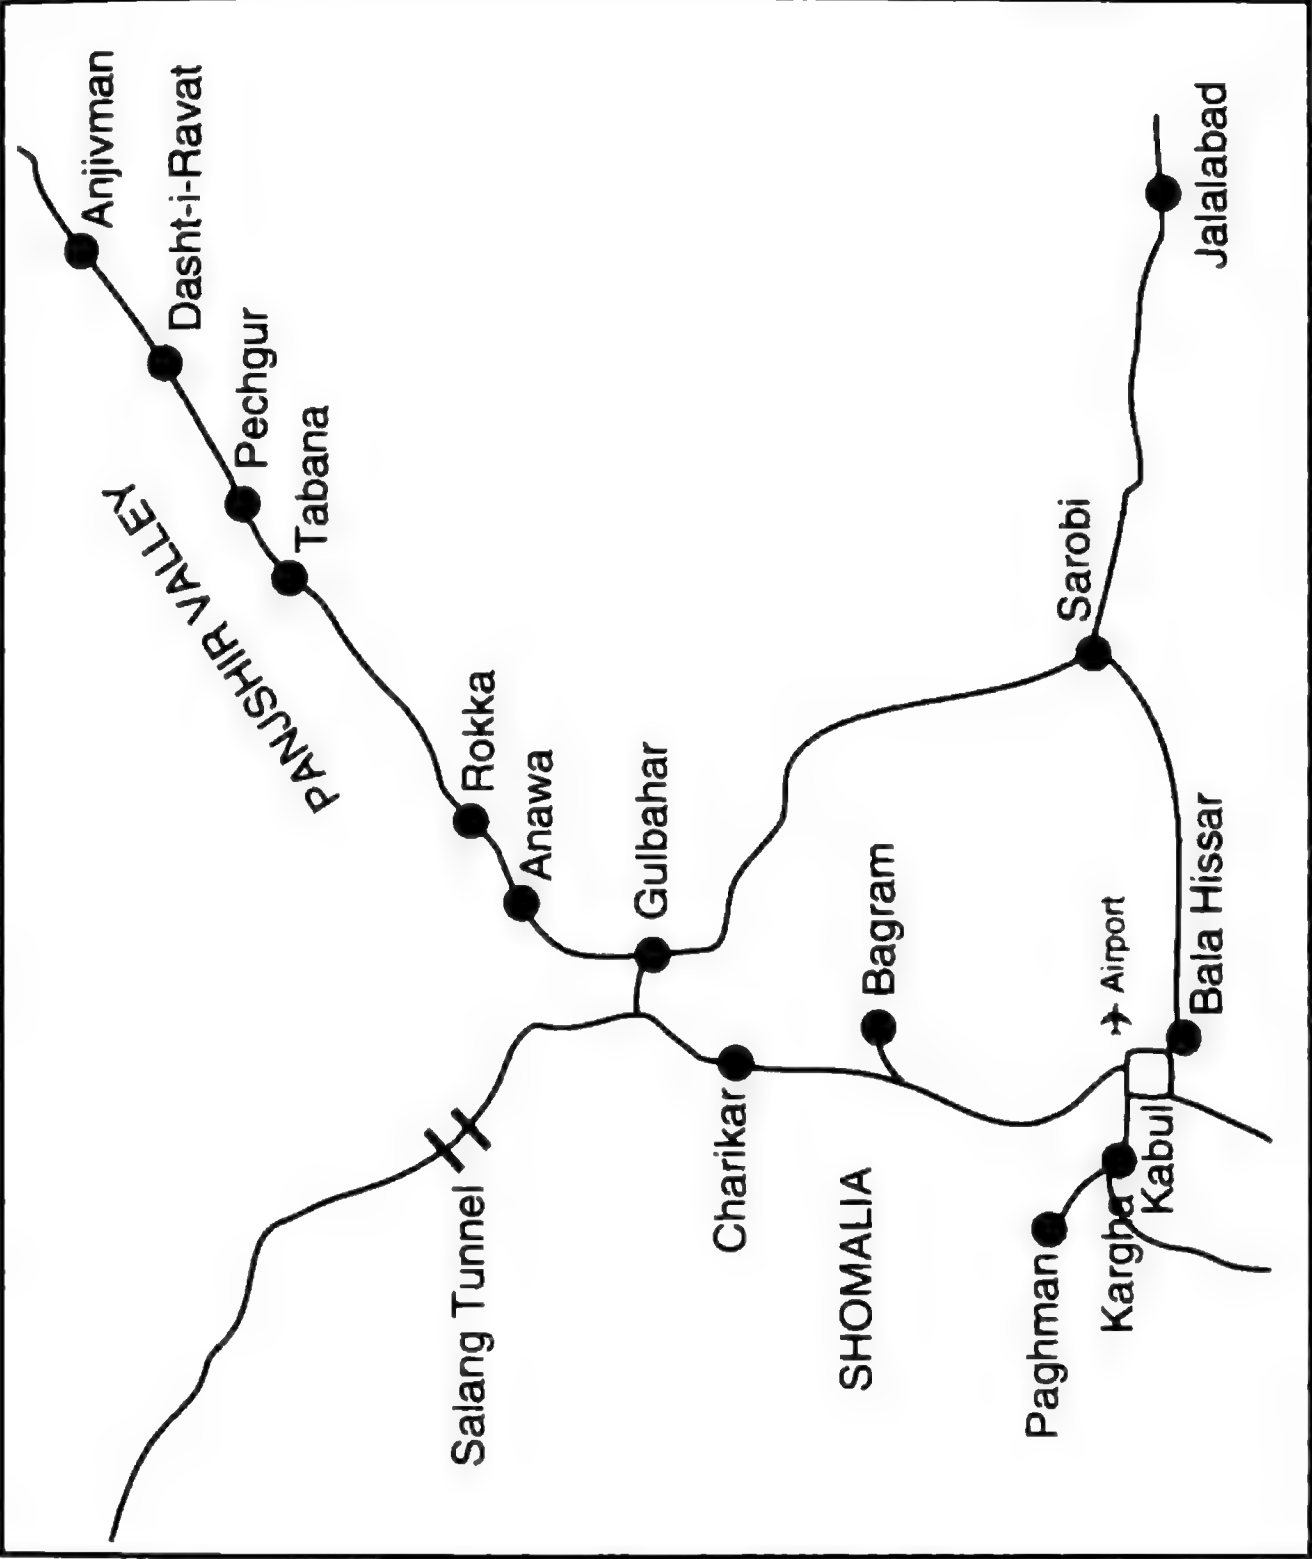 Anjivman
Dasht-i-Ravat
Pechgur
Tabana
PANJSHIR VALLEY
Rokka
Anawa
Gulbahar
Salang Tunnel
Charikar
Bagram
SHOMALIA
Sarobi
Jalalabad
Airport
Bala Hissar
Kabul
Kargha
Paghman